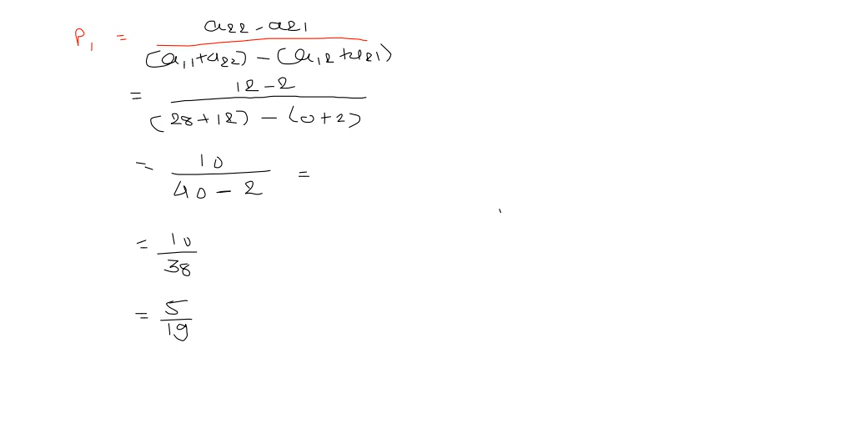 P₁ = a₂₂ - a₂₁ / (a₁₁ + a₂₂) - (a₁₂ + a₂₁)
= 12 - 2 / (28 + 12) - (0 + 2)
= 10 / 40 - 2 =
= 10 / 38
= 5 / 19